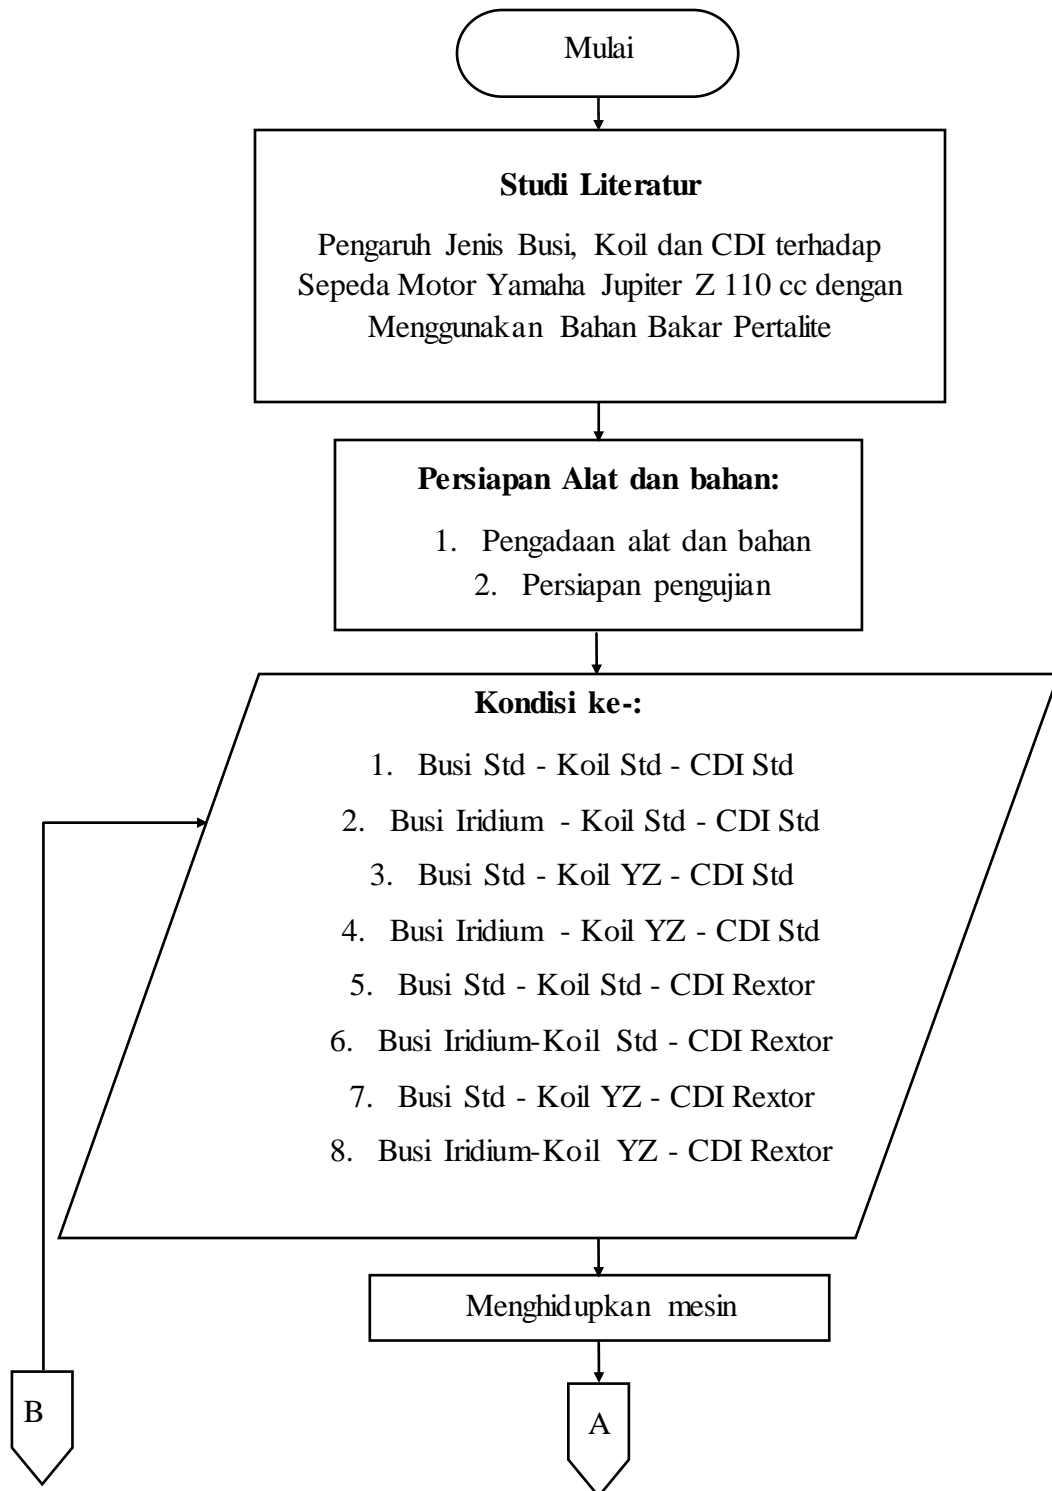 Mulai
Studi Literatur
Pengaruh Jenis Busi, Koil dan CDI terhadap
Sepeda Motor Yamaha Jupiter Z 110 cc dengan
Menggunakan Bahan Bakar Pertalite
Persiapan Alat dan bahan:
1. Pengadaan alat dan bahan
2. Persiapan pengujian
Kondisi ke-:
1. Busi Std - Koil Std - CDI Std
2. Busi Iridium - Koil Std - CDI Std
3. Busi Std - Koil YZ - CDI Std
4. Busi Iridium - Koil YZ - CDI Std
5. Busi Std - Koil Std - CDI Rextor
6. Busi Iridium-Koil Std - CDI Rextor
7. Busi Std - Koil YZ - CDI Rextor
8. Busi Iridium-Koil YZ - CDI Rextor
Menghidupkan mesin
B
A